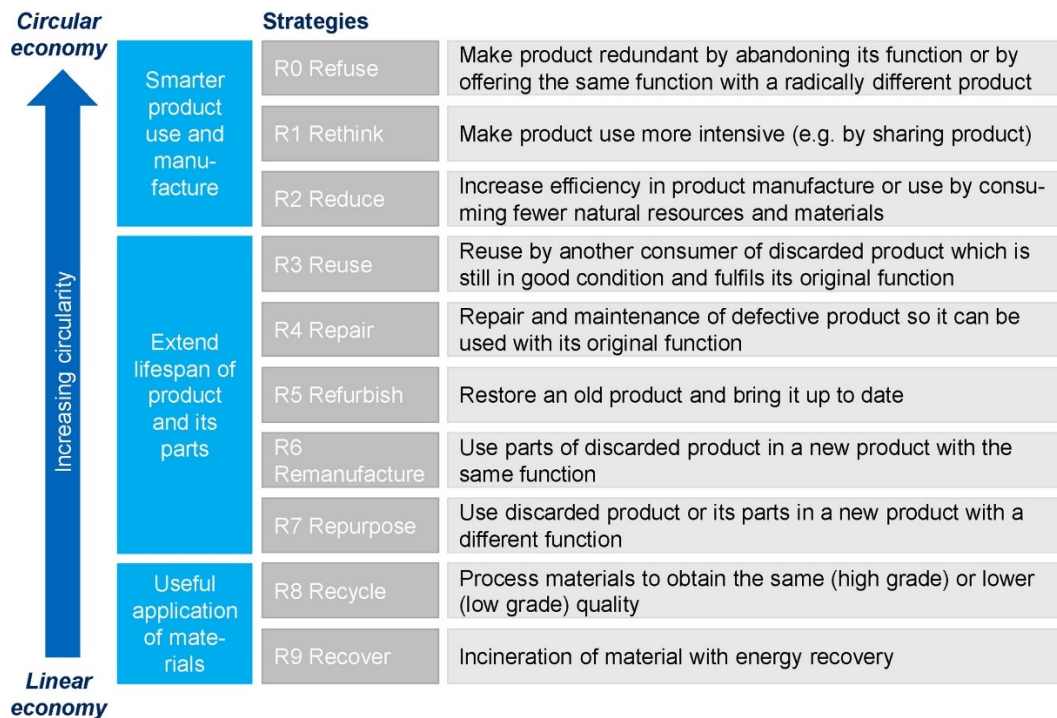 Circular
economy
Strategies
Increasing circularity
Smarter
product
use and
manu-
facture
R0 Refuse
Make product redundant by abandoning its function or by
offering the same function with a radically different product
R1 Rethink
Make product use more intensive (e.g. by sharing product)
R2 Reduce
Increase efficiency in product manufacture or use by consu-
ming fewer natural resources and materials
Extend
lifespan of
product
and its
parts
R3 Reuse
Reuse by another consumer of discarded product which is
still in good condition and fulfils its original function
R4 Repair
Repair and maintenance of defective product so it can be
used with its original function
R5 Refurbish
Restore an old product and bring it up to date
R6
Remanufacture
Use parts of discarded product in a new product with the
same function
R7 Repurpose
Use discarded product or its parts in a new product with a
different function
Useful
application
of mate-
rials
R8 Recycle
Process materials to obtain the same (high grade) or lower
(low grade) quality
R9 Recover
Incineration of material with energy recovery
Linear
economy